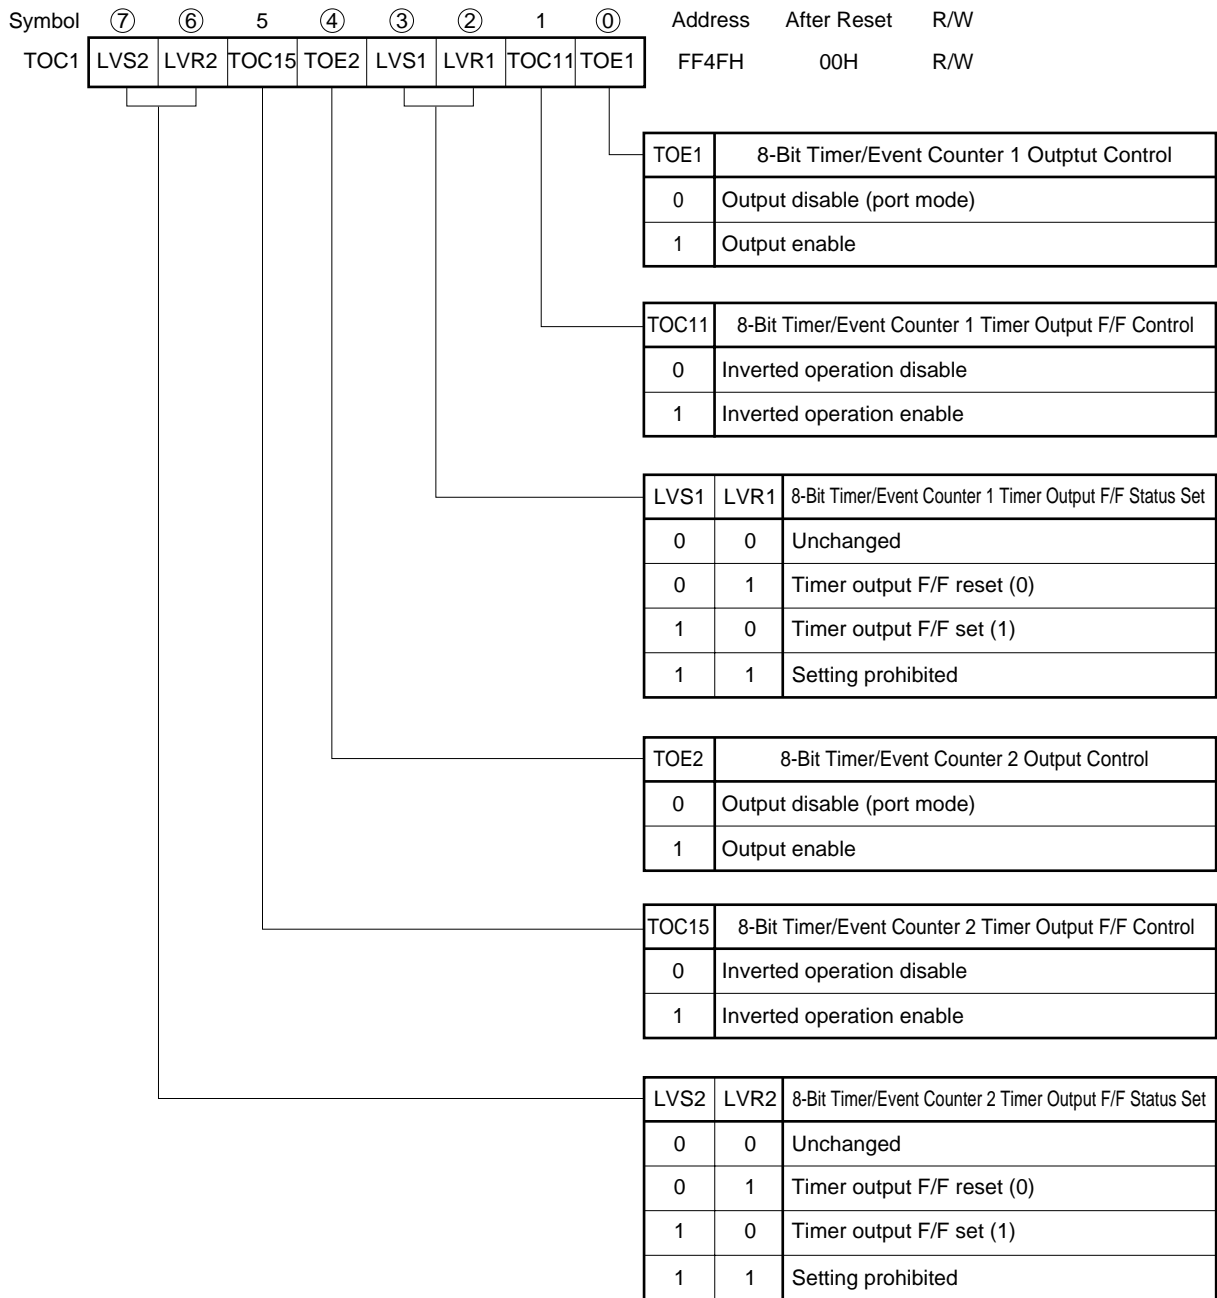 Symbol ⑦ ⑥ 5 ④ ③ ② 1 ⓪ Address After Reset R/W
TOC1 LVS2 LVR2 TOC15 TOE2 LVS1 LVR1 TOC11 TOE1 FF4FH 00H R/W
TOE1 8-Bit Timer/Event Counter 1 Outptut Control
0 Output disable (port mode)
1 Output enable
TOC11 8-Bit Timer/Event Counter 1 Timer Output F/F Control
0 Inverted operation disable
1 Inverted operation enable
LVS1 LVR1 8-Bit Timer/Event Counter 1 Timer Output F/F Status Set
0 0 Unchanged
0 1 Timer output F/F reset (0)
1 0 Timer output F/F set (1)
1 1 Setting prohibited
TOE2 8-Bit Timer/Event Counter 2 Output Control
0 Output disable (port mode)
1 Output enable
TOC15 8-Bit Timer/Event Counter 2 Timer Output F/F Control
0 Inverted operation disable
1 Inverted operation enable
LVS2 LVR2 8-Bit Timer/Event Counter 2 Timer Output F/F Status Set
0 0 Unchanged
0 1 Timer output F/F reset (0)
1 0 Timer output F/F set (1)
1 1 Setting prohibited